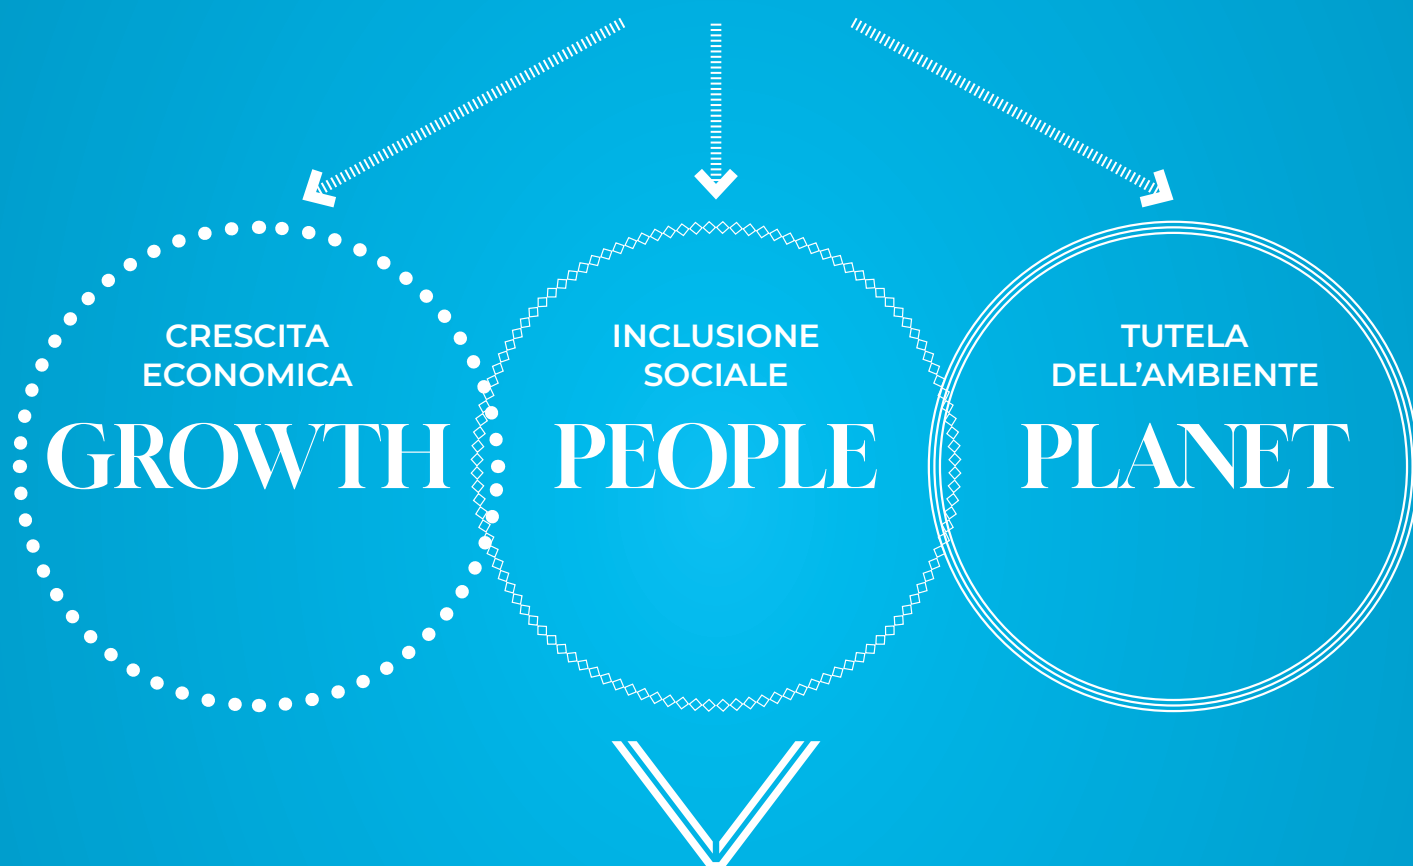 CRESCITA
ECONOMICA
GROWTH
INCLUSIONE
SOCIALE
PEOPLE
TUTELA
DELL’AMBIENTE
PLANET